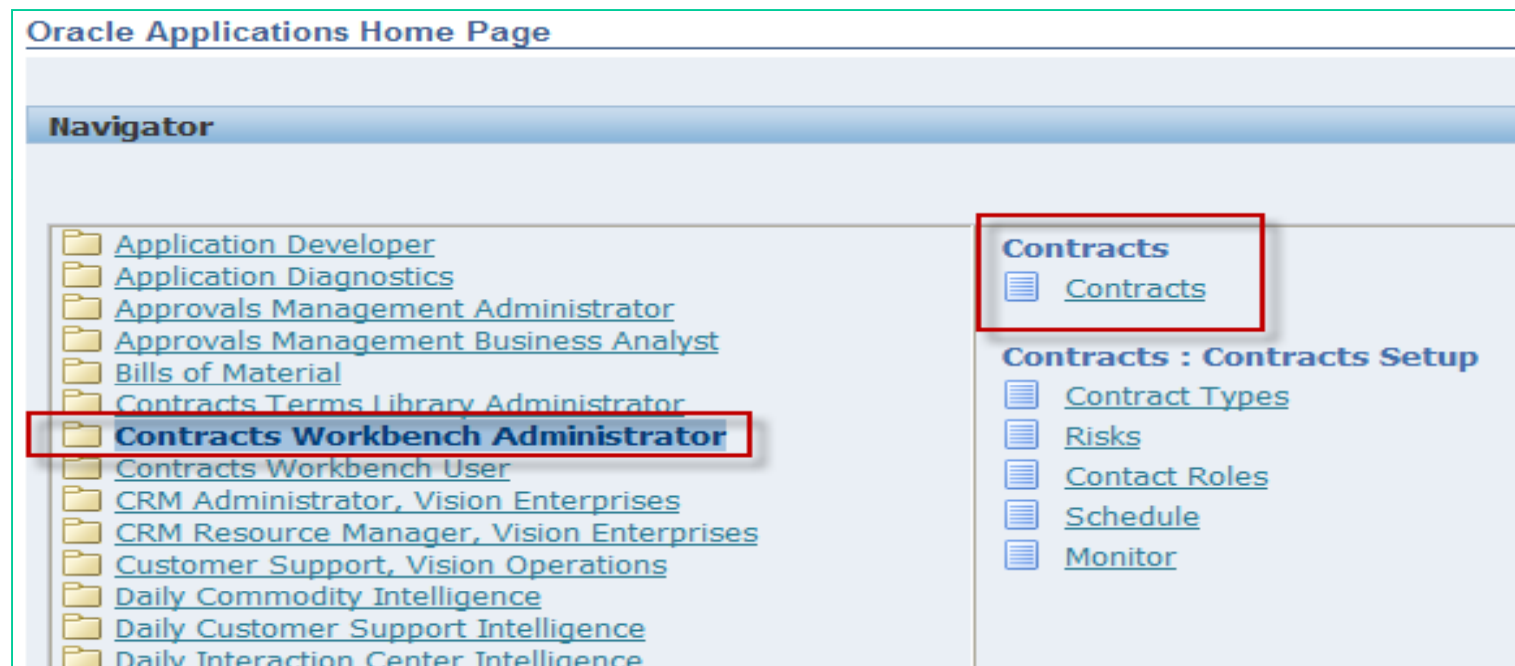 Oracle Applications Home Page
Navigator
Application Developer
Application Diagnostics
Approvals Management Administrator
Approvals Management Business Analyst
Bills of Material
Contracts Terms Library Administrator
Contracts Workbench Administrator
Contracts Workbench User
CRM Administrator, Vision Enterprises
CRM Resource Manager, Vision Enterprises
Customer Support, Vision Operations
Daily Commodity Intelligence
Daily Customer Support Intelligence
Daily Interaction Center Intelligence
Contracts
Contracts
Contracts : Contracts Setup
Contract Types
Risks
Contact Roles
Schedule
Monitor